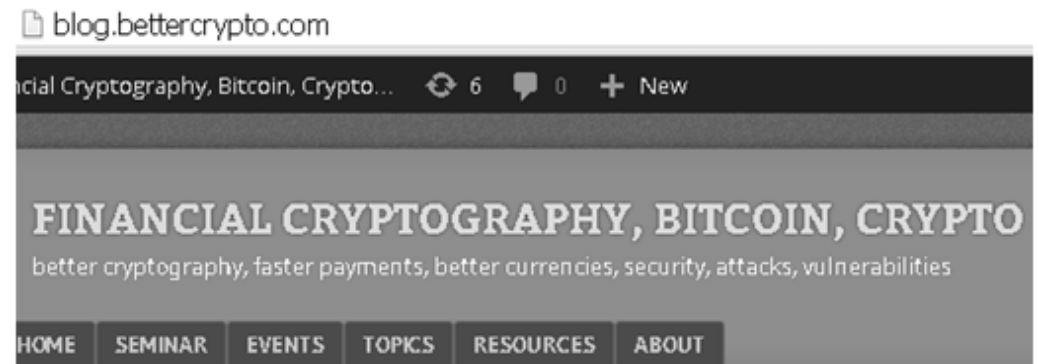 blog.bettercrypto.com
ncial Cryptography, Bitcoin, Crypto... 6 0 + New
FINANCIAL CRYPTOGRAPHY, BITCOIN, CRYPTO
better cryptography, faster payments, better currencies, security, attacks, vulnerabilities
HOME SEMINAR EVENTS TOPICS RESOURCES ABOUT